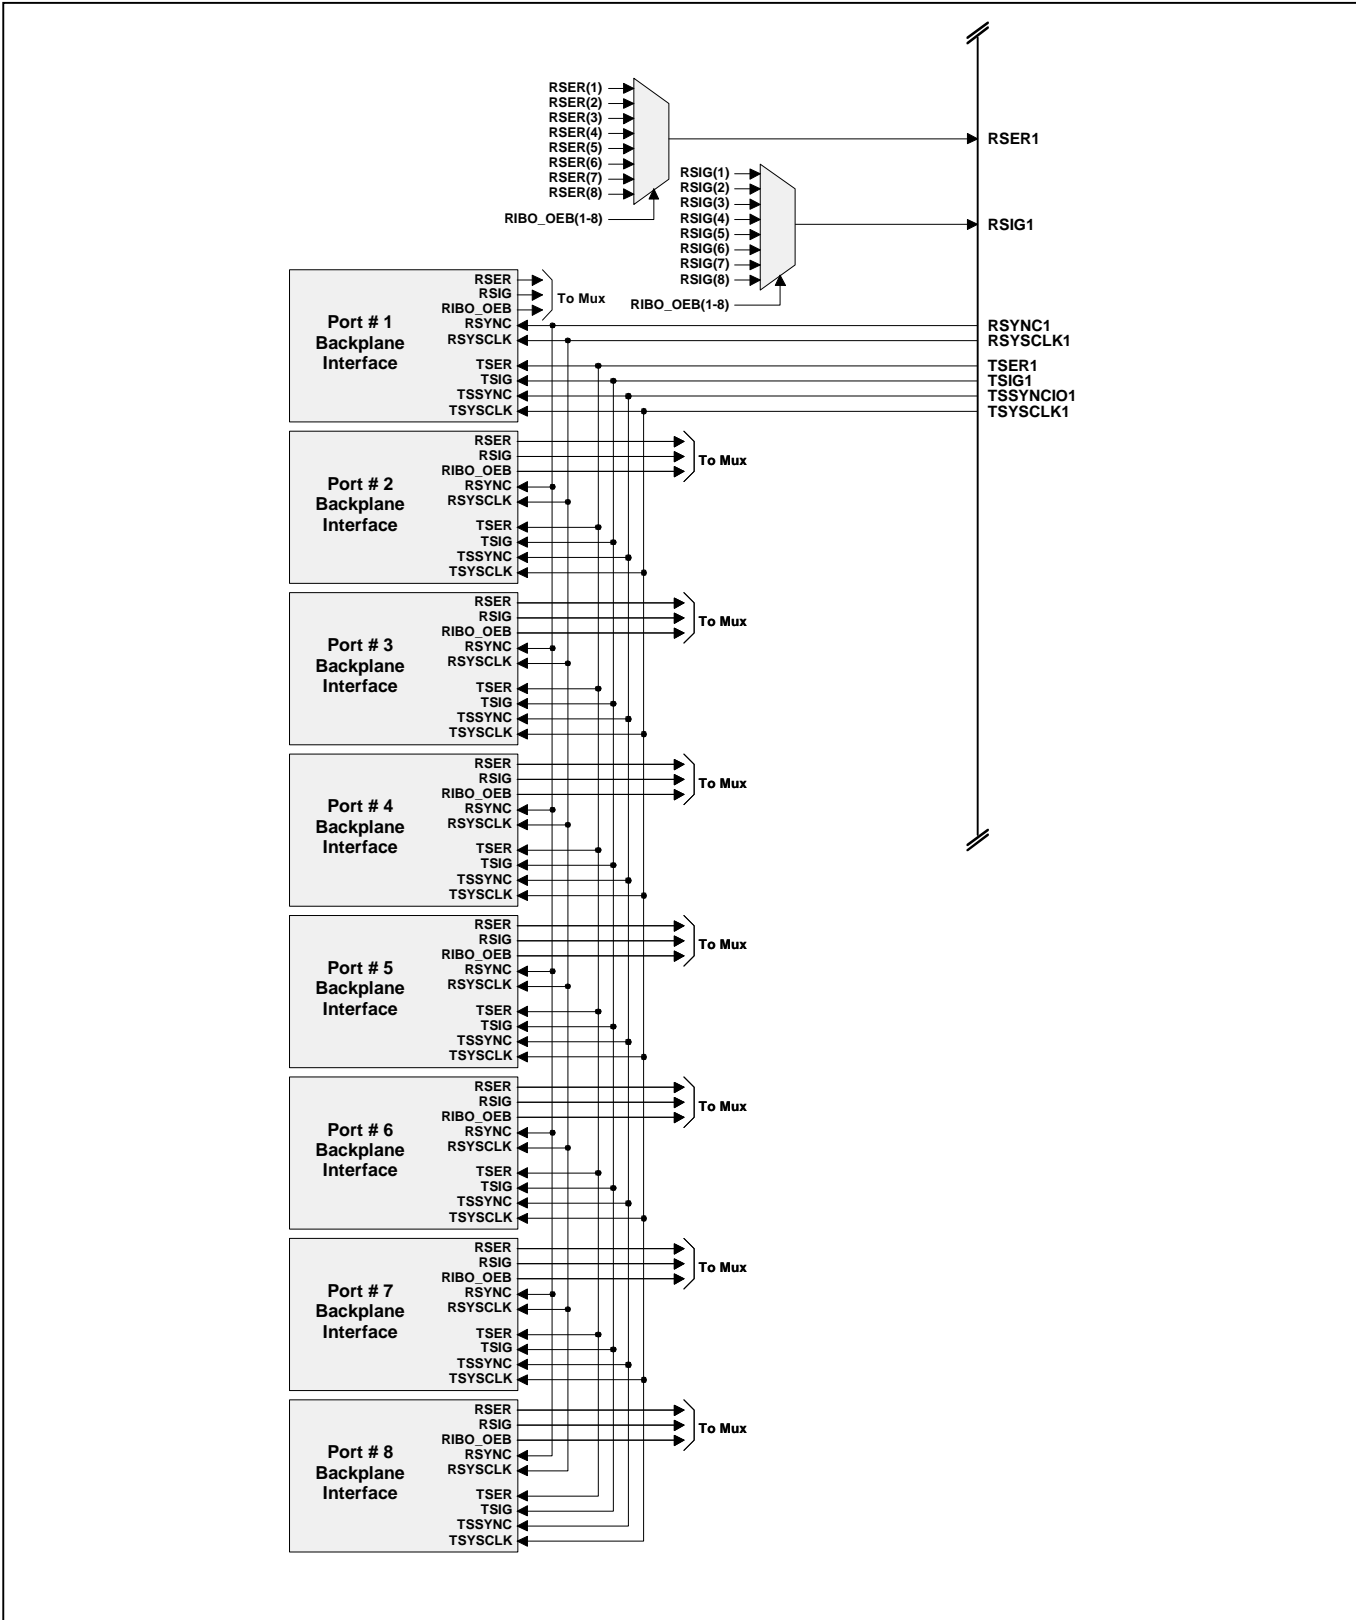 RSER(1)
RSER(2)
RSER(3)
RSER(4)
RSER(5)
RSER(6)
RSER(7)
RSER(8)
RIBO_OEB(1-8)
RSER1
RSIG(1)
RSIG(2)
RSIG(3)
RSIG(4)
RSIG(5)
RSIG(6)
RSIG(7)
RSIG(8)
RIBO_OEB(1-8)
RSIG1
RSYNC1
RSYSCLK1
TSER1
TSIG1
TSSYNCIO1
TSYSCLK1
Port # 1
Backplane
Interface
RSER
RSIG
RIBO_OEB
RSYNC
RSYSCLK
TSER
TSIG
TSSYNC
TSYSCLK
To Mux
Port # 2
Backplane
Interface
RSER
RSIG
RIBO_OEB
RSYNC
RSYSCLK
TSER
TSIG
TSSYNC
TSYSCLK
To Mux
Port # 3
Backplane
Interface
RSER
RSIG
RIBO_OEB
RSYNC
RSYSCLK
TSER
TSIG
TSSYNC
TSYSCLK
To Mux
Port # 4
Backplane
Interface
RSER
RSIG
RIBO_OEB
RSYNC
RSYSCLK
TSER
TSIG
TSSYNC
TSYSCLK
To Mux
Port # 5
Backplane
Interface
RSER
RSIG
RIBO_OEB
RSYNC
RSYSCLK
TSER
TSIG
TSSYNC
TSYSCLK
To Mux
Port # 6
Backplane
Interface
RSER
RSIG
RIBO_OEB
RSYNC
RSYSCLK
TSER
TSIG
TSSYNC
TSYSCLK
To Mux
Port # 7
Backplane
Interface
RSER
RSIG
RIBO_OEB
RSYNC
RSYSCLK
TSER
TSIG
TSSYNC
TSYSCLK
To Mux
Port # 8
Backplane
Interface
RSER
RSIG
RIBO_OEB
RSYNC
RSYSCLK
TSER
TSIG
TSSYNC
TSYSCLK
To Mux